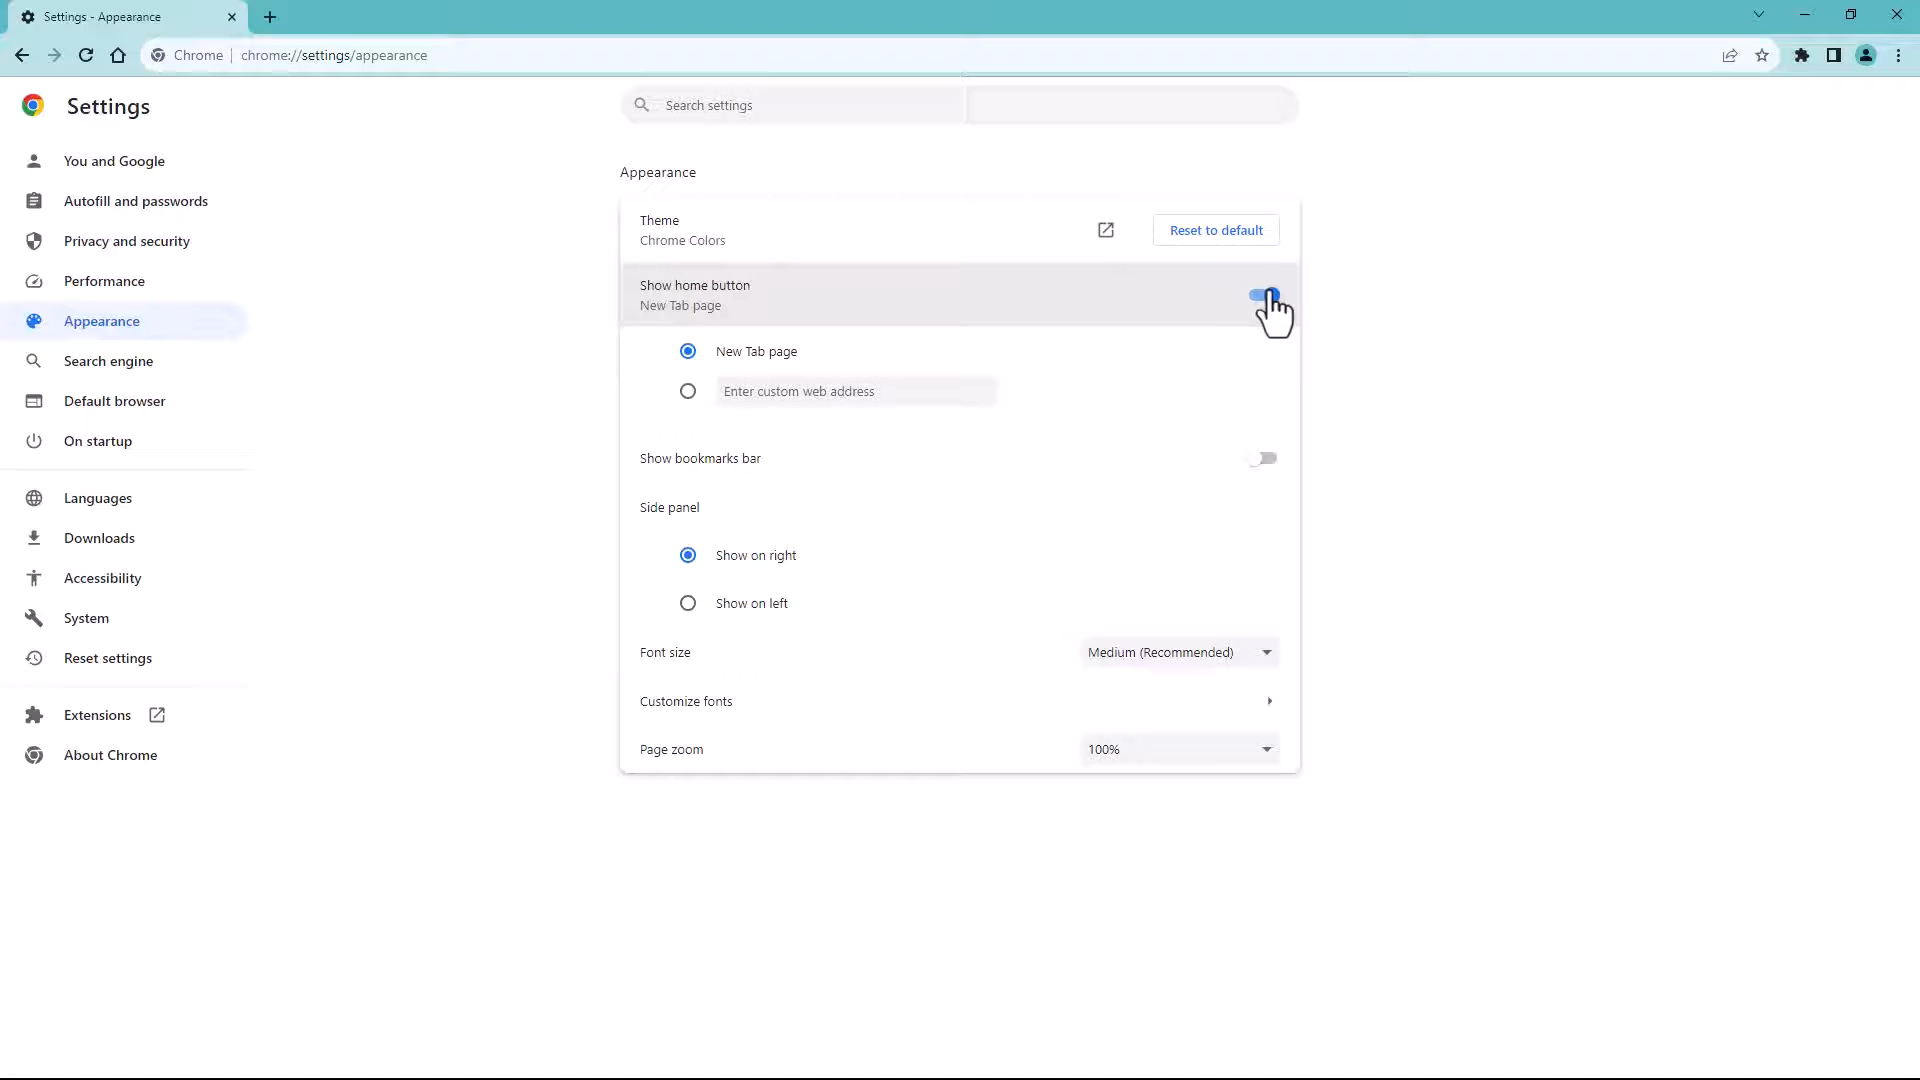 Settings - Appearance
Chrome
chrome://settings/appearance
Settings
Search settings
You and Google
Autofill and passwords
Privacy and security
Performance
Appearance
Search engine
Default browser
On startup
Languages
Downloads
Accessibility
System
Reset settings
Extensions
About Chrome
Appearance
Theme
Chrome Colors
Reset to default
Show home button
New Tab page
New Tab page
Enter custom web address
Show bookmarks bar
Side panel
Show on right
Show on left
Font size
Medium (Recommended)
Customize fonts
Page zoom
100%